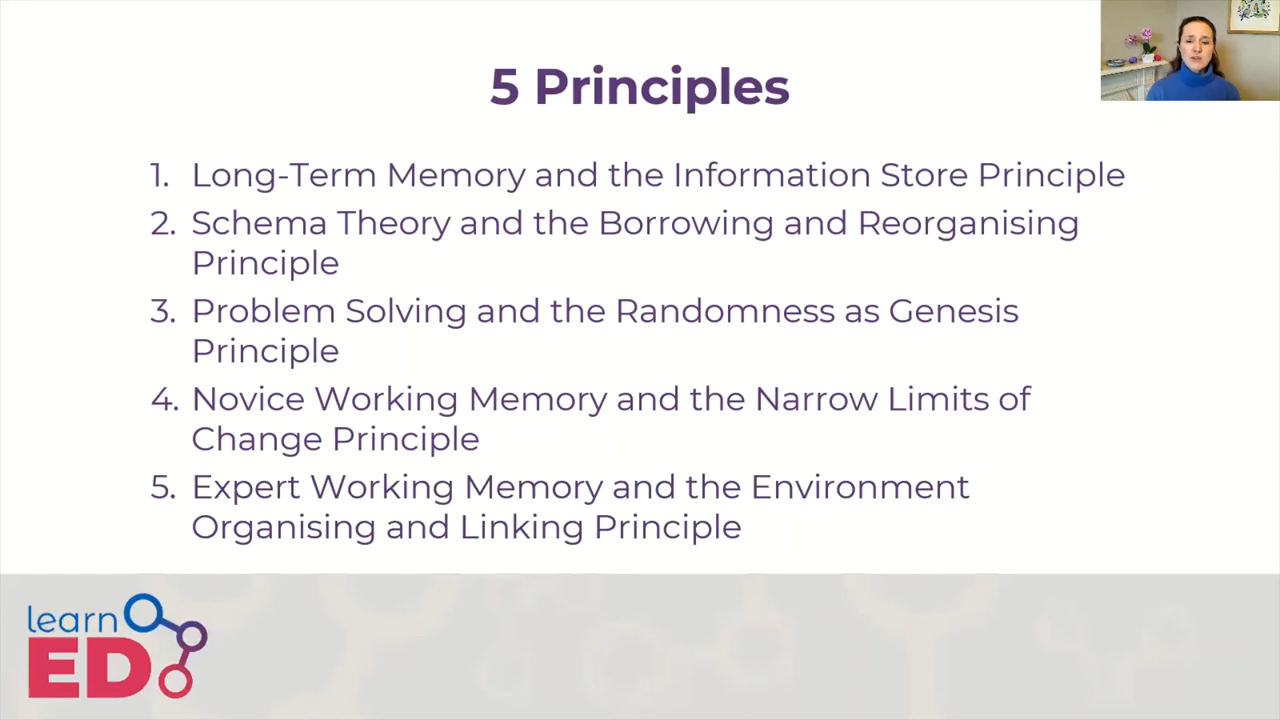 5 Principles
1. Long-Term Memory and the Information Store Principle
2. Schema Theory and the Borrowing and Reorganising
Principle
3. Problem Solving and the Randomness as Genesis
Principle
4. Novice Working Memory and the Narrow Limits of
Change Principle
5. Expert Working Memory and the Environment
Organising and Linking Principle
learn
ED